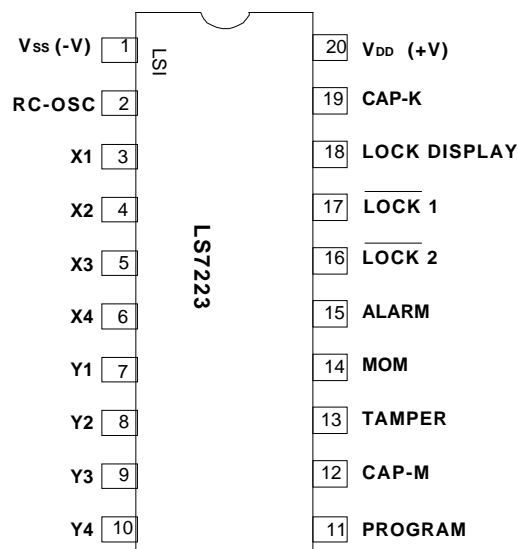 VSS (-V) 1
RC-OSC 2
X1 3
X2 4
X3 5
X4 6
Y1 7
Y2 8
Y3 9
Y4 10
LSI
LS7223
20 VDD (+V)
19 CAP-K
18 LOCK DISPLAY
17 LOCK 1
16 LOCK 2
15 ALARM
14 MOM
13 TAMPER
12 CAP-M
11 PROGRAM